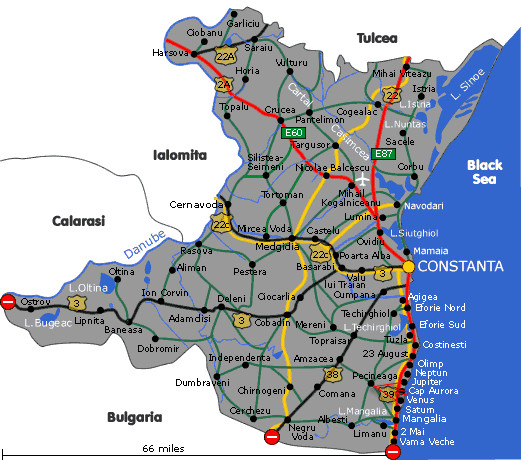 Garliciu
Ciobanu
Tulcea
Saraiu
Harsova
22A
Vulturu
Horia
Mihai Viteazu
L. Sinoe
2A
Cartal
22
Istria
Topalu
Crucea
Cogealac
L.Istria
Pantelimon
L.Nuntas
E60
Casimcea
Targusor
Sacele
Ialomita
Silistea-
Seimeni
E87
Black
Sea
Nicolae Balcescu
Corbu
Tortoman
Mihail
Kogalniceanu
Cernavoda
Navodari
Lumina
Calarasi
22c
Mircea Voda
Castelu
L.Siutghiol
Ovidiu
Danube
Medgidia
Rasova
22c
Poarta Alba
Mamaia
Basarabi
CONSTANTA
Oltina
Aliman
Pestera
Valu
lui Traian
3
L.Oltina
Ion Corvin
Cumpana
Ostrov
Deleni
Ciocarlia
Agigea
3
Eforie Nord
Lipnita
Adamclisi
3
Cobadin
Techirghiol
L.Bugeac
Baneasa
Mereni
L.Techirghiol
Eforie Sud
Topraisar
Tuzla
Costinesti
Dobromir
Independenta
Amzacea
23 August
Olimp
38
Neptun
Dumbraveni
Pecineaga
Jupiter
Chirnogeni
Comana
39
Cap Aurora
Venus
Cerchezu
L.Mangalia
Saturn
Bulgaria
Albesti
Mangalia
Negru
Voda
Limanu
2 Mai
Vama Veche
66 miles